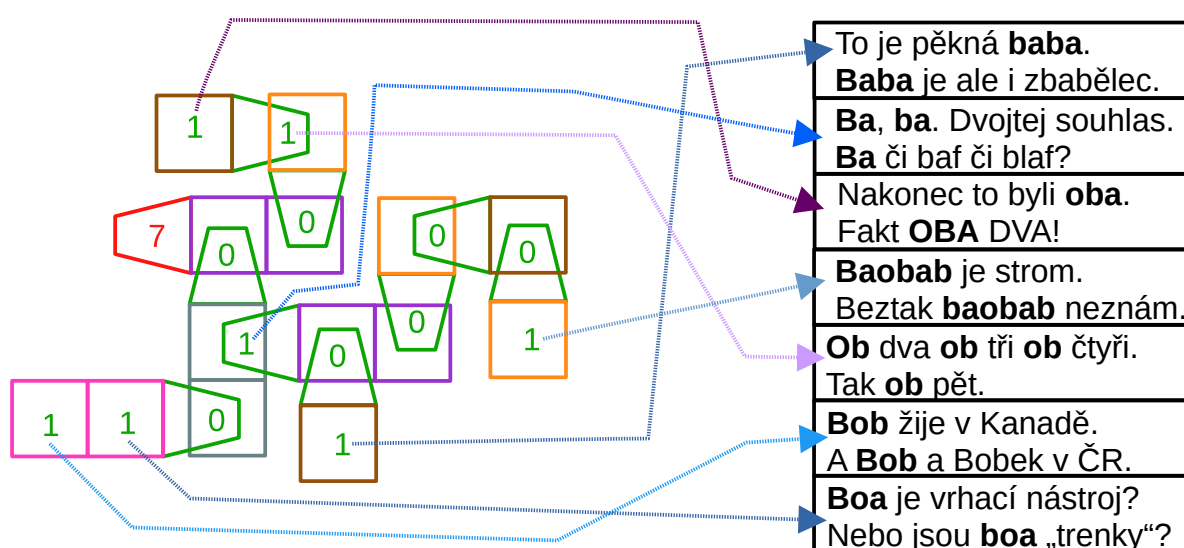 1
1
7
0
0
0
0
1
0
0
1
1
1
0
1
To je pěkná baba.
Baba je ale i zbabělec.
Ba, ba. Dvojtej souhlas.
Ba či baf či blaf?
Nakonec to byli oba.
Fakt OBA DVA!
Baobab je strom.
Beztak baobab neznám.
Ob dva ob tři ob čtyři.
Tak ob pět.
Bob žije v Kanadě.
A Bob a Bobek v ČR.
Boa je vrhací nástroj?
Nebo jsou boa „trenky“?